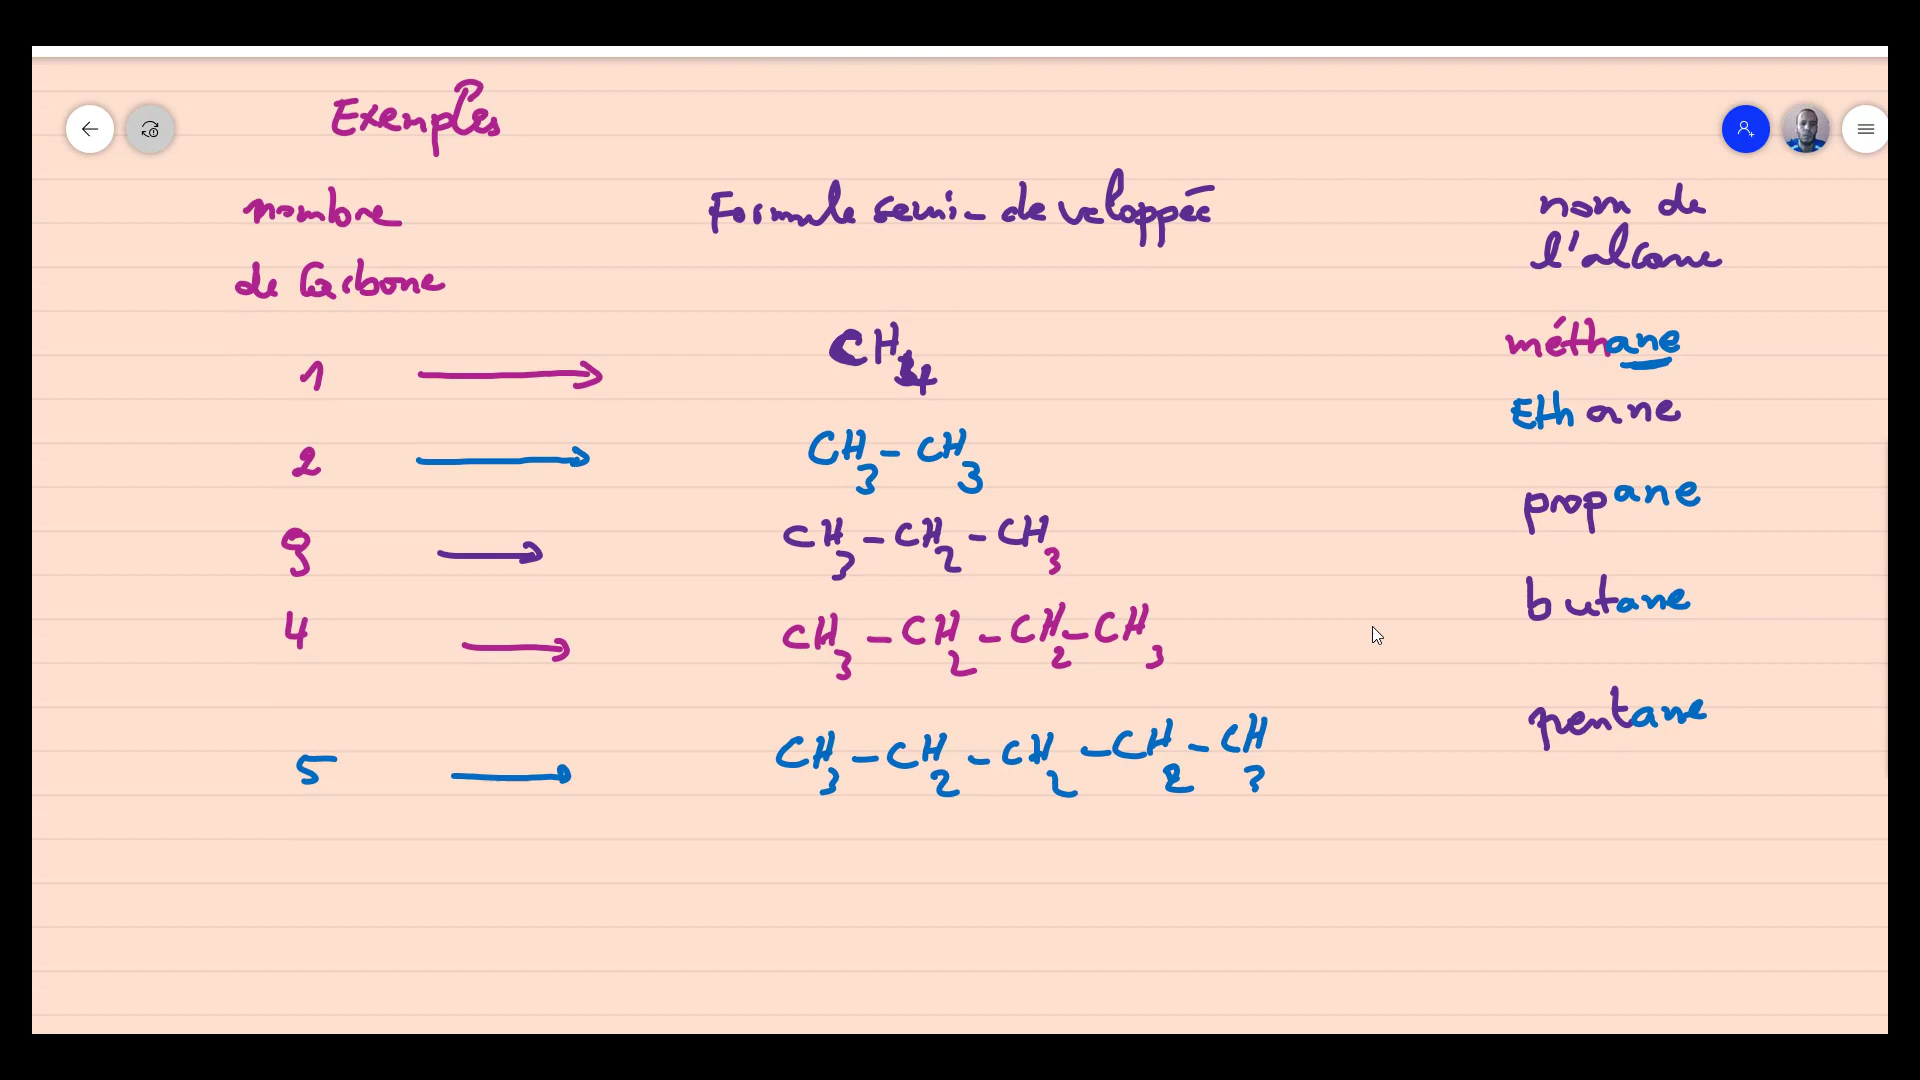 Exemples
nombre Formule semi-developpée nom de
de Carbone l'alcane
1 → CH4 méthane
2 → CH3 - CH3 Ethane
3 → CH3 - CH2 - CH3 propane
4 → CH3 - CH2 - CH2 - CH3 butane
5 → CH3 - CH2 - CH2 - CH2 - CH3 pentane